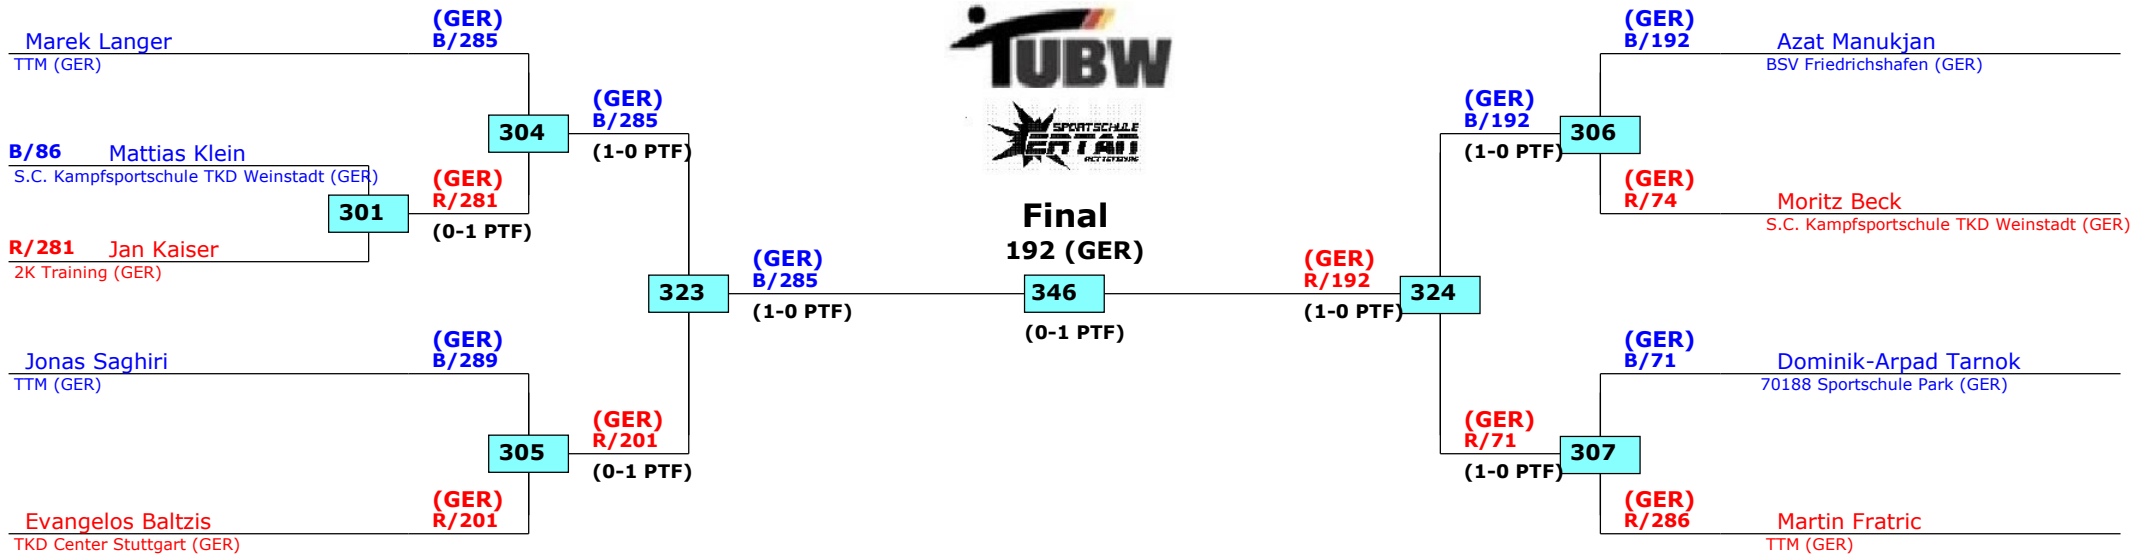 (GER)
Marek Langer B/285
TTM (GER)
(GER)
B/285
304
(1-0 PTF)
B/86 Mattias Klein
S.C. Kampfsportschule TKD Weinstadt (GER)
(GER)
R/281
301
(0-1 PTF)
R/281 Jan Kaiser
2K Training (GER)
323
(GER)
B/285
(1-0 PTF)
(GER)
Jonas Saghiri B/289
TTM (GER)
(GER)
R/201
305
(0-1 PTF)
(GER)
Evangelos Baltzis R/201
TKD Center Stuttgart (GER)
TUBW
SPORTSCHULE
ERTAN
Final
192 (GER)
346
(0-1 PTF)
(GER)
R/192
324
(1-0 PTF)
(GER)
B/192 Azat Manukjan
BSV Friedrichshafen (GER)
(GER)
B/192
306
(1-0 PTF)
(GER)
R/74 Moritz Beck
S.C. Kampfsportschule TKD Weinstadt (GER)
(GER)
B/71 Dominik-Arpad Tarnok
70188 Sportschule Park (GER)
(GER)
R/71
307
(1-0 PTF)
(GER)
R/286 Martin Fratric
TTM (GER)